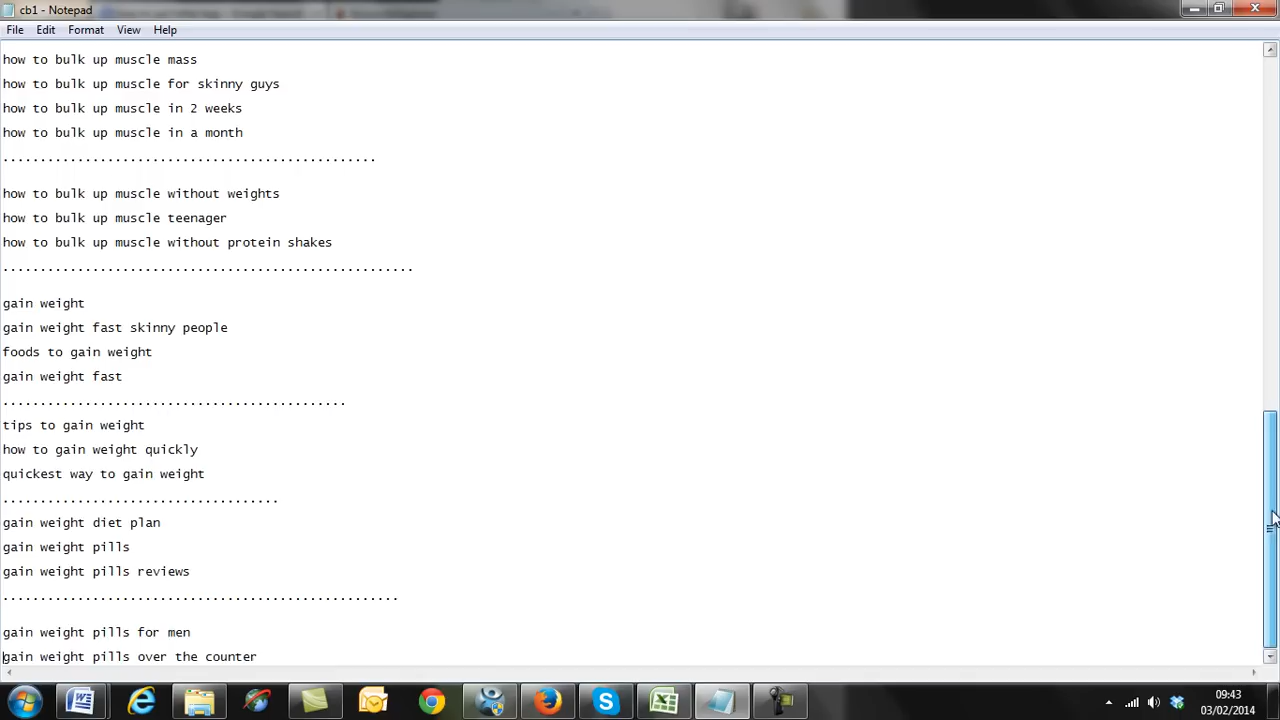 cb1 - Notepad
File Edit Format View Help
how to bulk up muscle mass
how to bulk up muscle for skinny guys
how to bulk up muscle in 2 weeks
how to bulk up muscle in a month
..................................................
how to bulk up muscle without weights
how to bulk up muscle teenager
how to bulk up muscle without protein shakes
.......................................................
gain weight
gain weight fast skinny people
foods to gain weight
gain weight fast
..............................................
tips to gain weight
how to gain weight quickly
quickest way to gain weight
.....................................
gain weight diet plan
gain weight pills
gain weight pills reviews
.....................................................
gain weight pills for men
gain weight pills over the counter
09:43
03/02/2014